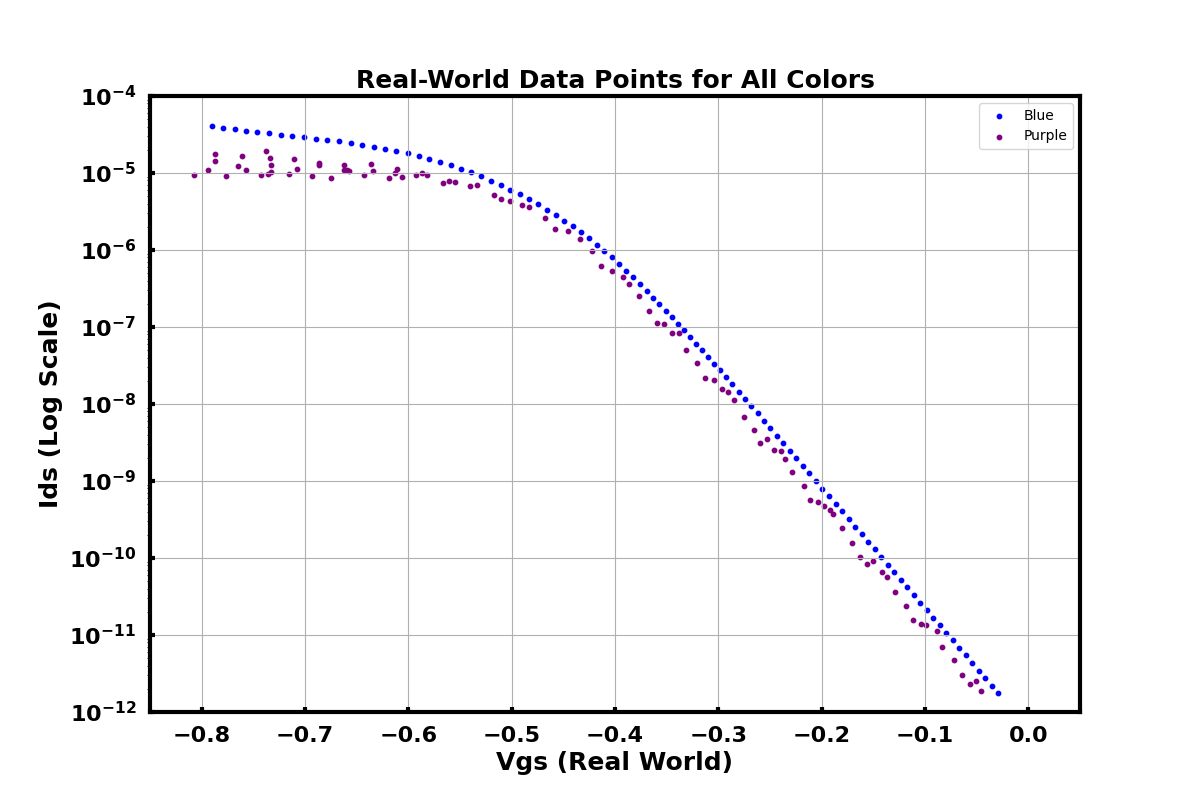 Real-World Data Points for All Colors
Blue
Purple
10⁻⁴
10⁻⁵
10⁻⁶
10⁻⁷
10⁻⁸
10⁻⁹
10⁻¹⁰
10⁻¹¹
10⁻¹²
Ids (Log Scale)
−0.8 −0.7 −0.6 −0.5 −0.4 −0.3 −0.2 −0.1 0.0
Vgs (Real World)